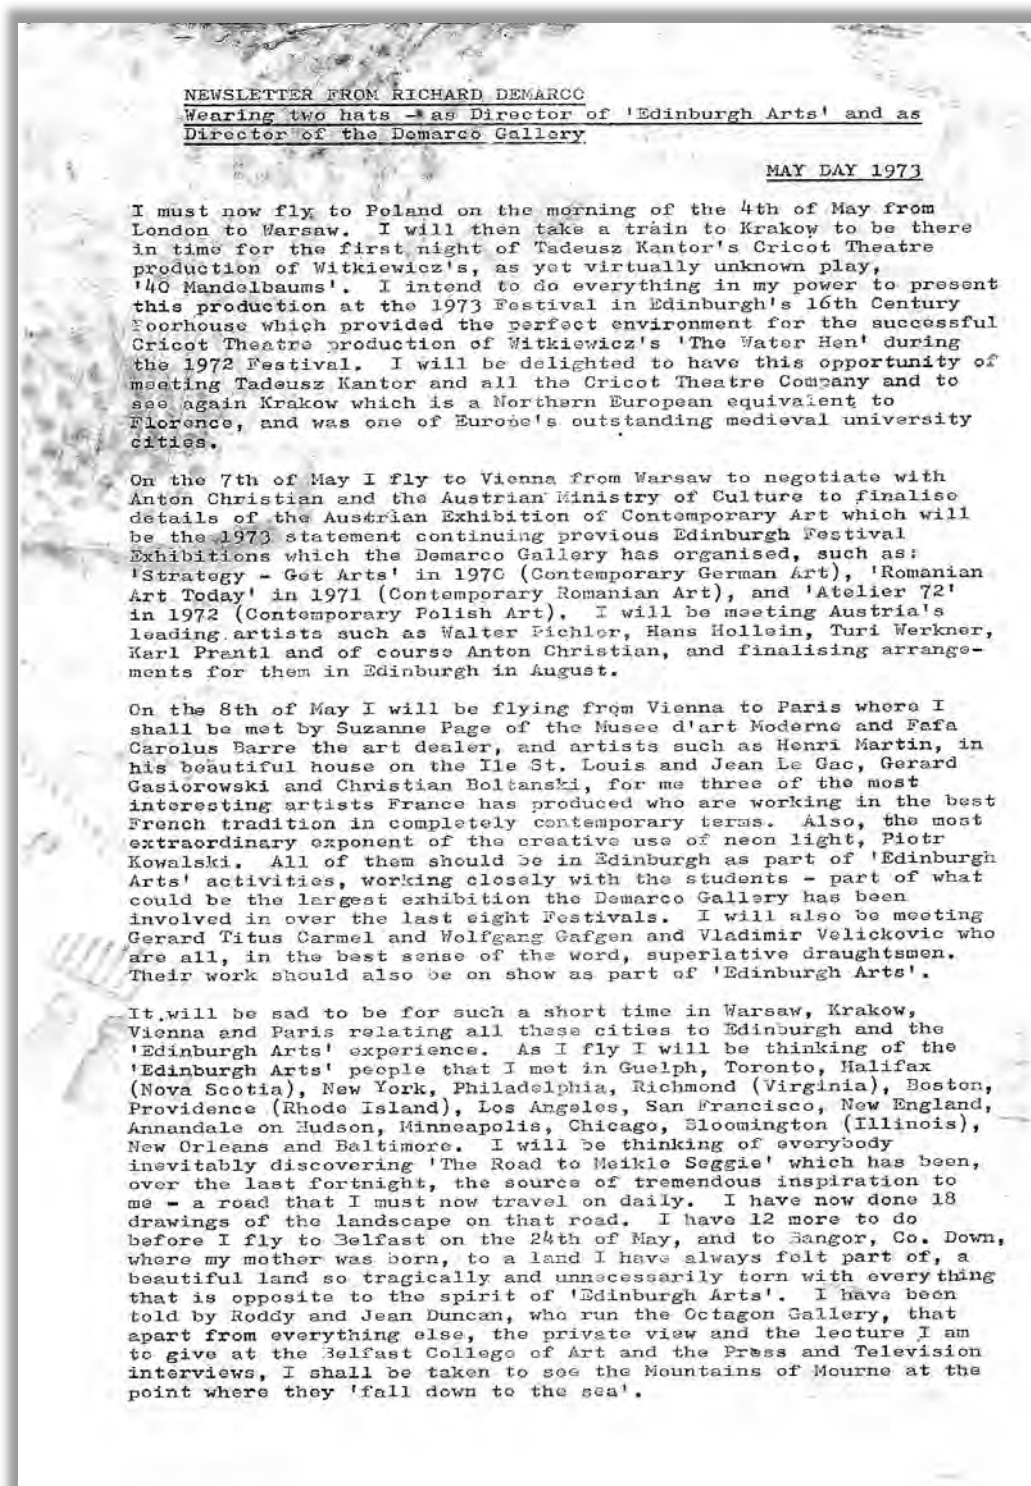 NEWSLETTER FROM RICHARD DEMARCO
Wearing two hats - as Director of 'Edinburgh Arts' and as
Director of the Demarco Gallery
MAY DAY 1973
I must now fly to Poland on the morning of the 4th of May from
London to Warsaw. I will then take a train to Krakow to be there
in time for the first night of Tadeusz Kantor's Cricot Theatre
production of Witkiewicz's, as yet virtually unknown play,
'40 Mandelbaums'. I intend to do everything in my power to present
this production at the 1973 Festival in Edinburgh's 16th Century
Poorhouse which provided the perfect environment for the successful
Cricot Theatre production of Witkiewicz's 'The Water Hen' during
the 1972 Festival. I will be delighted to have this opportunity of
meeting Tadeusz Kantor and all the Cricot Theatre Company and to
see again Krakow which is a Northern European equivalent to
Florence, and was one of Europe's outstanding medieval university
cities.
On the 7th of May I fly to Vienna from Warsaw to negotiate with
Anton Christian and the Austrian Ministry of Culture to finalise
details of the Austrian Exhibition of Contemporary Art which will
be the 1973 statement continuing previous Edinburgh Festival
Exhibitions which the Demarco Gallery has organised, such as:
'Strategy - Get Arts' in 1970 (Contemporary German Art), 'Romanian
Art Today' in 1971 (Contemporary Romanian Art), and 'Atelier 72'
in 1972 (Contemporary Polish Art). I will be meeting Austria's
leading artists such as Walter Pichler, Hans Hollein, Turi Werkner,
Karl Prantl and of course Anton Christian, and finalising arrange-
ments for them in Edinburgh in August.
On the 8th of May I will be flying from Vienna to Paris where I
shall be met by Suzanne Page of the Musee d'art Moderne and Fafa
Carolus Barre the art dealer, and artists such as Henri Martin, in
his beautiful house on the Ile St. Louis and Jean Le Gac, Gerard
Gasiorowski and Christian Boltanski, for me three of the most
interesting artists France has produced who are working in the best
French tradition in completely contemporary terms. Also, the most
extraordinary exponent of the creative use of neon light, Piotr
Kowalski. All of them should be in Edinburgh as part of 'Edinburgh
Arts' activities, working closely with the students - part of what
could be the largest exhibition the Demarco Gallery has been
involved in over the last eight Festivals. I will also be meeting
Gerard Titus Carmel and Wolfgang Gafgen and Vladimir Velickovic who
are all, in the best sense of the word, superlative draughtsmen.
Their work should also be on show as part of 'Edinburgh Arts'.
It will be sad to be for such a short time in Warsaw, Krakow,
Vienna and Paris relating all these cities to Edinburgh and the
'Edinburgh Arts' experience. As I fly I will be thinking of the
'Edinburgh Arts' people that I met in Guelph, Toronto, Halifax
(Nova Scotia), New York, Philadelphia, Richmond (Virginia), Boston,
Providence (Rhode Island), Los Angeles, San Francisco, New England,
Annandale on Hudson, Minneapolis, Chicago, Bloomington (Illinois),
New Orleans and Baltimore. I will be thinking of everybody
inevitably discovering 'The Road to Meikle Seggie' which has been,
over the last fortnight, the source of tremendous inspiration to
me - a road that I must now travel on daily. I have now done 18
drawings of the landscape on that road. I have 12 more to do
before I fly to Belfast on the 24th of May, and to Bangor, Co. Down,
where my mother was born, to a land I have always felt part of, a
beautiful land so tragically and unnecessarily torn with everything
that is opposite to the spirit of 'Edinburgh Arts'. I have been
told by Roddy and Jean Duncan, who run the Octagon Gallery, that
apart from everything else, the private view and the lecture I am
to give at the Belfast College of Art and the Press and Television
interviews, I shall be taken to see the Mountains of Mourne at the
point where they 'fall down to the sea'.